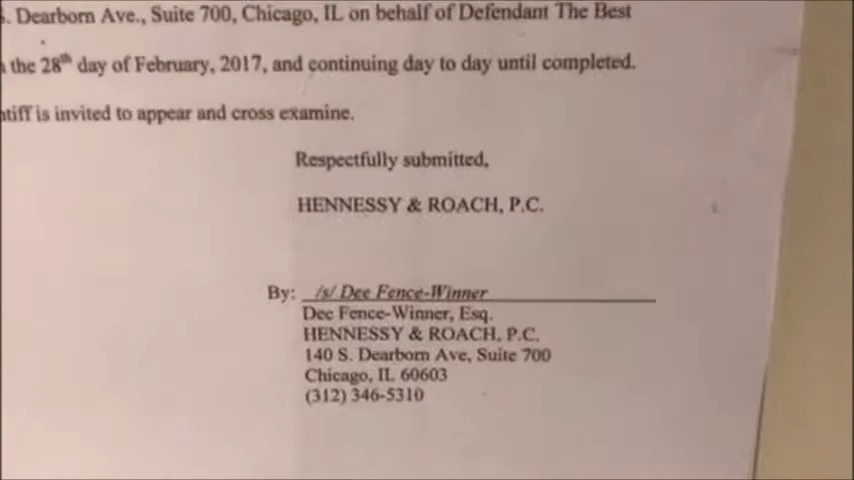 . Dearborn Ave., Suite 700, Chicago, IL on behalf of Defendant The Best
the 28th day of February, 2017, and continuing day to day until completed.
is invited to appear and cross examine.
Respectfully submitted,
HENNESSY & ROACH, P.C.
By: /s/ Dee Fence-Winner
Dee Fence-Winner, Esq.
HENNESSY & ROACH, P.C.
140 S. Dearborn Ave, Suite 700
Chicago, IL 60603
(312) 346-5310